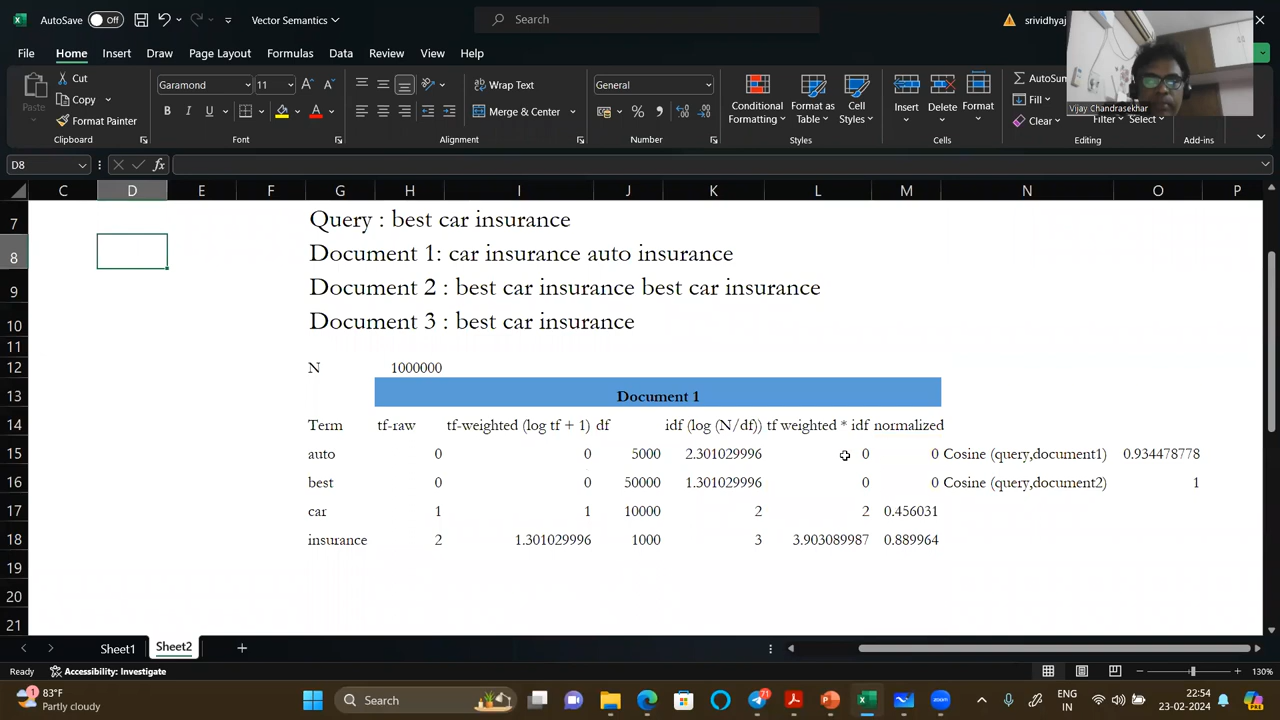 AutoSave Off Vector Semantics Search srividhyaj
File Home Insert Draw Page Layout Formulas Data Review View Help
Cut Garamond 11 Wrap Text General AutoSum
Paste Copy Merge & Center Conditional Formatting Format as Table Cell Styles Insert Delete Format Fill Filter Select
Format Painter Clear
Clipboard Font Alignment Number Styles Cells Editing Add-ins
Vijay Chandrasekhar
D8 fx
C D E F G H I J K L M N O P
7 Query : best car insurance
8 Document 1: car insurance auto insurance
9 Document 2 : best car insurance best car insurance
10 Document 3 : best car insurance
11
12 N 1000000
13 Document 1
14 Term tf-raw tf-weighted (log tf + 1) df idf (log (N/df)) tf weighted * idf normalized
15 auto 0 0 5000 2.301029996 0 0 Cosine (query,document1) 0.934478778
16 best 0 0 50000 1.301029996 0 0 Cosine (query,document2) 1
17 car 1 1 10000 2 2 0.456031
18 insurance 2 1.301029996 1000 3 3.903089987 0.889964
19
20
21
Sheet1 Sheet2
Ready Accessibility: Investigate 130%
1 83°F Partly cloudy Search 71 ENG IN 22:54 23-02-2024